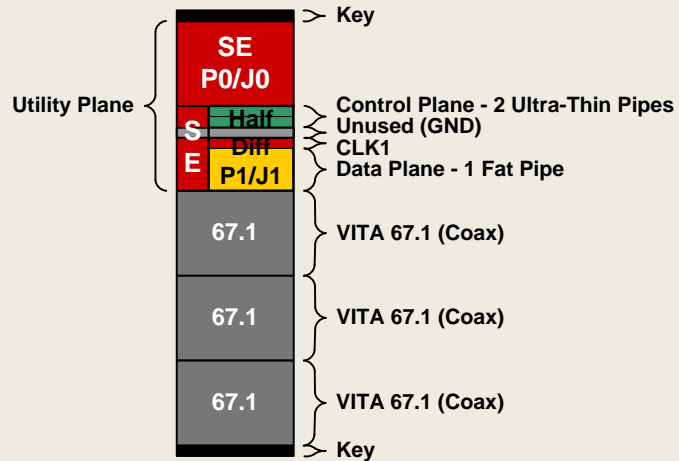 Key
SE
P0/J0
Utility Plane
Control Plane - 2 Ultra-Thin Pipes
S
Half
Unused (GND)
CLK1
E
Diff
P1/J1
Data Plane - 1 Fat Pipe
67.1
VITA 67.1 (Coax)
67.1
VITA 67.1 (Coax)
67.1
VITA 67.1 (Coax)
Key